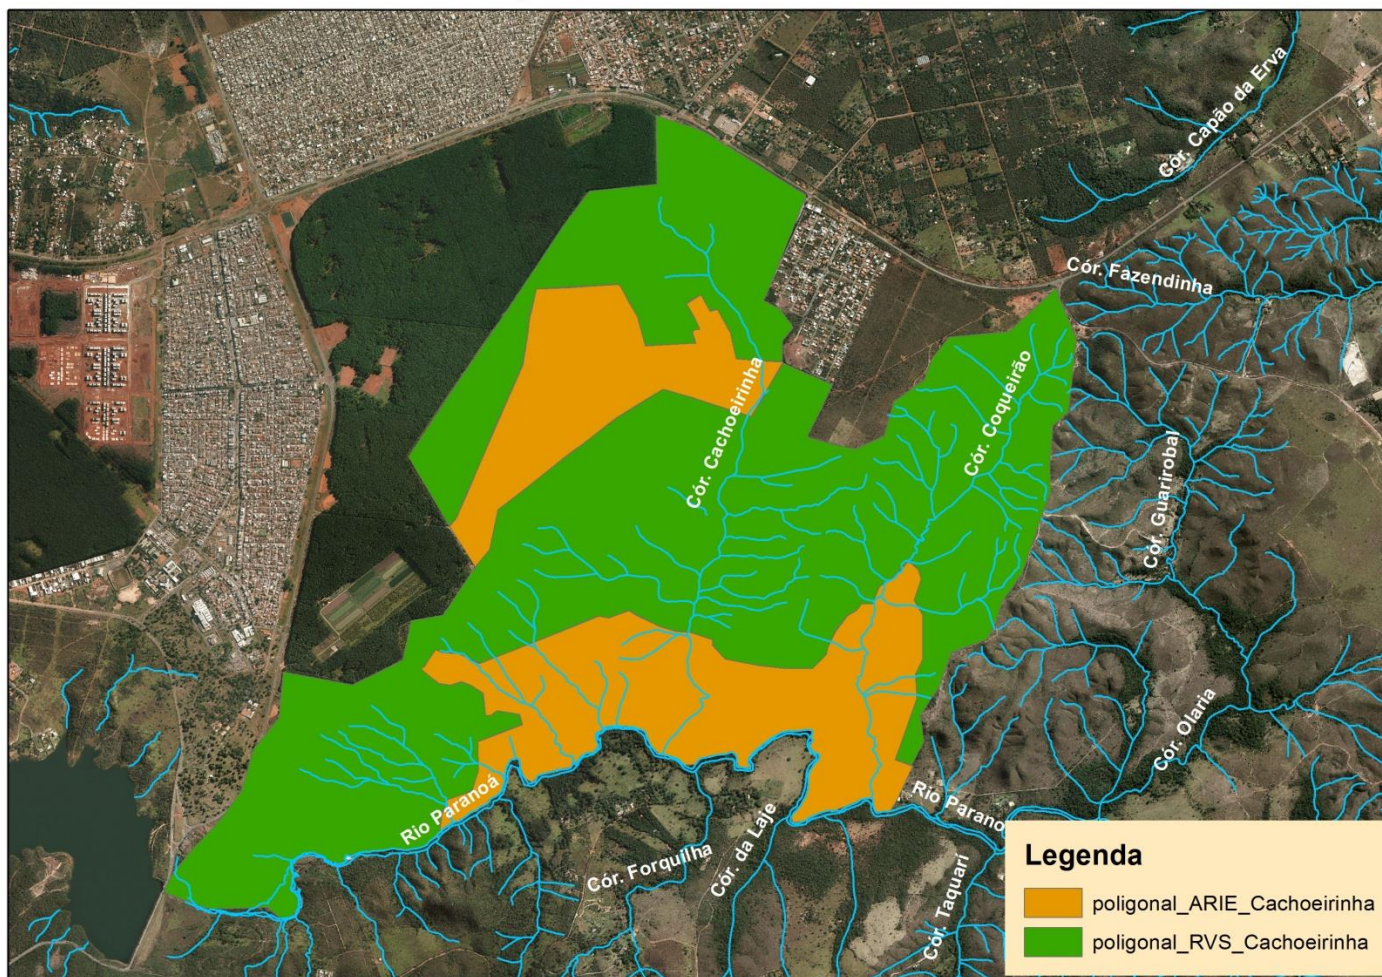 Cór. Capão da Erva
Cór. Fazendinha
Cór. Coqueirão
Cór. Cachoeirinha
Cór. Guarirobal
Cór. Olaria
Rio Paranoá
Rio Parano
Cór. da Laje
Cór. Forquilha
Cór. Taquari
Legenda
poligonal_ARIE_Cachoeirinha
poligonal_RVS_Cachoeirinha